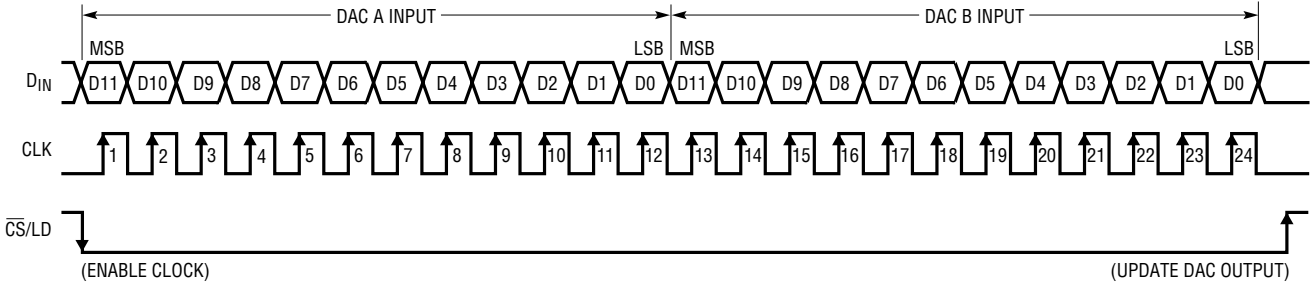 DAC A INPUT DAC B INPUT
MSB LSB MSB LSB
DIN D11 D10 D9 D8 D7 D6 D5 D4 D3 D2 D1 D0 D11 D10 D9 D8 D7 D6 D5 D4 D3 D2 D1 D0
CLK 1 2 3 4 5 6 7 8 9 10 11 12 13 14 15 16 17 18 19 20 21 22 23 24
C̅S̅/LD
(ENABLE CLOCK) (UPDATE DAC OUTPUT)